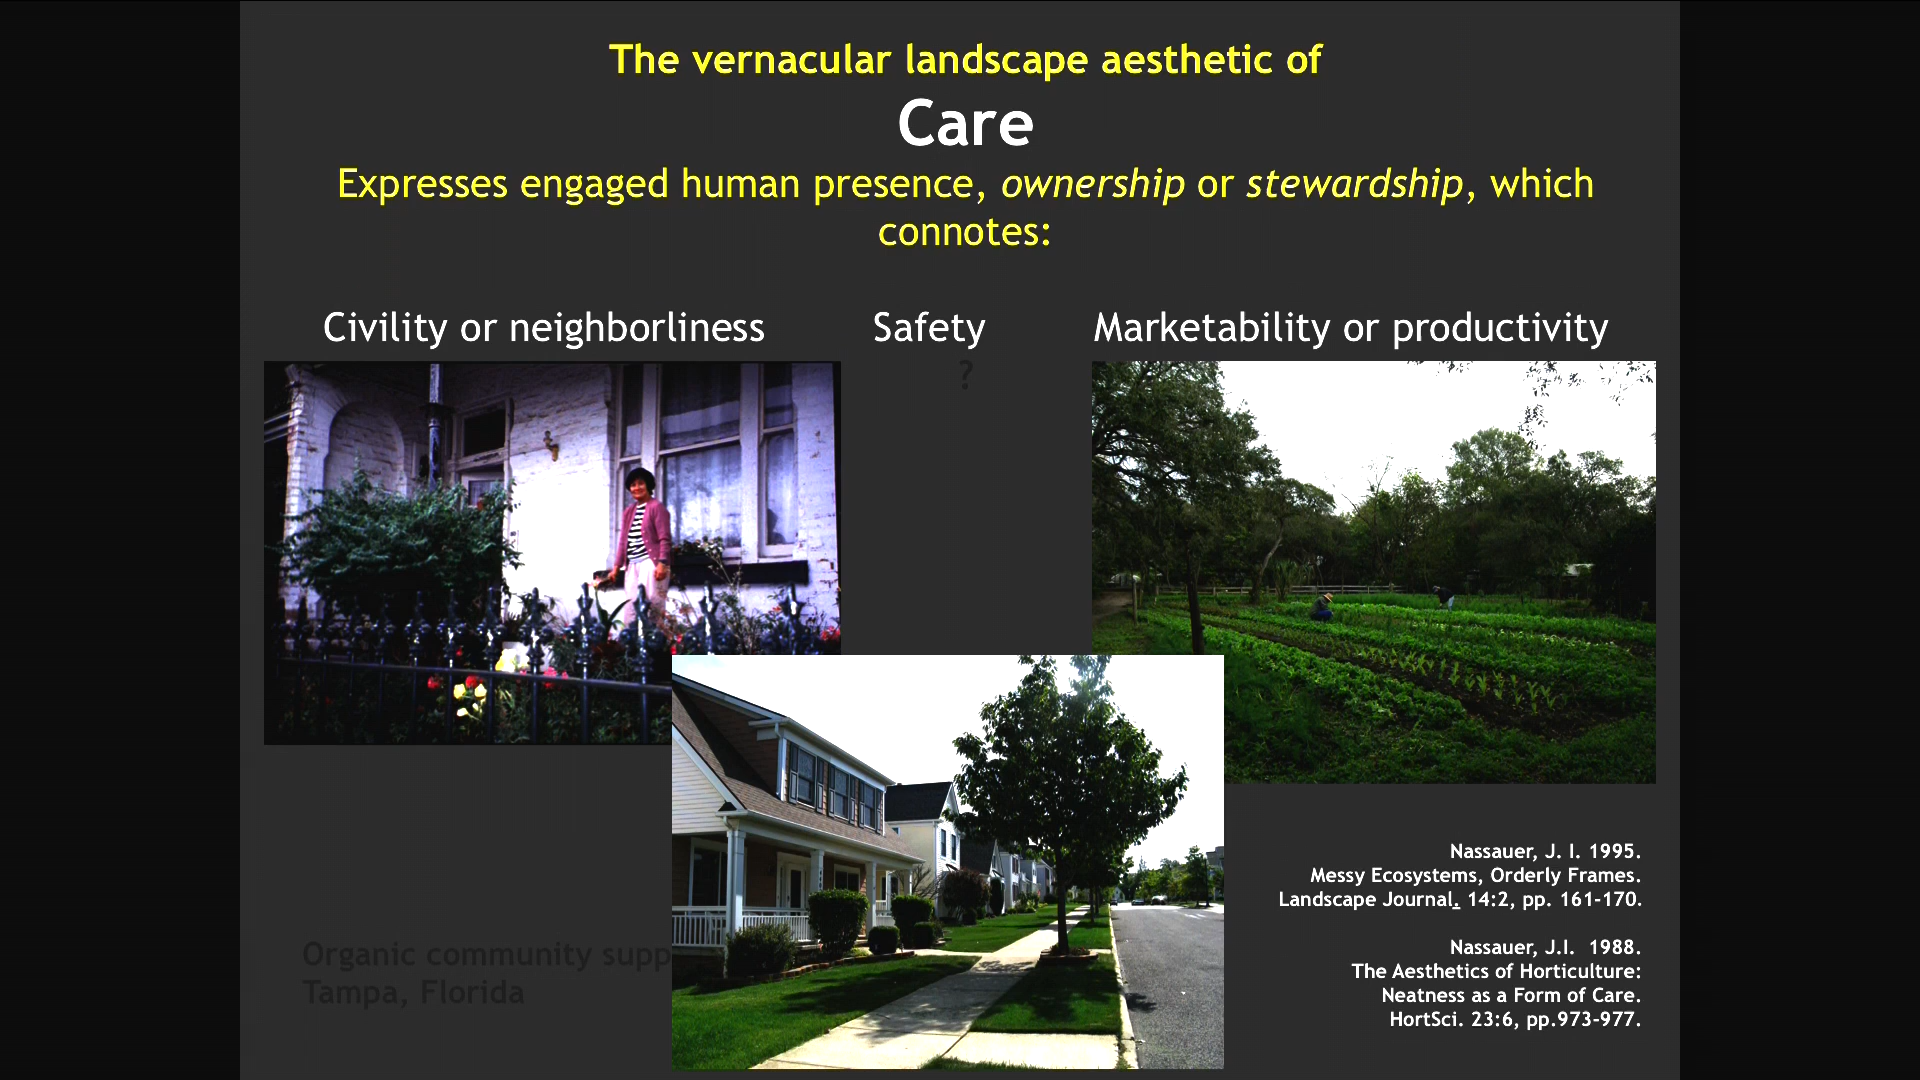 The vernacular landscape aesthetic of
Care
Expresses engaged human presence, ownership or stewardship, which
connotes:
Civility or neighborliness
Safety
Marketability or productivity
?
Nassauer, J. I. 1995.
Messy Ecosystems, Orderly Frames.
Landscape Journal. 14:2, pp. 161-170.
Nassauer, J.I. 1988.
The Aesthetics of Horticulture:
Neatness as a Form of Care.
HortSci. 23:6, pp.973-977.
Organic community supp
Tampa, Florida